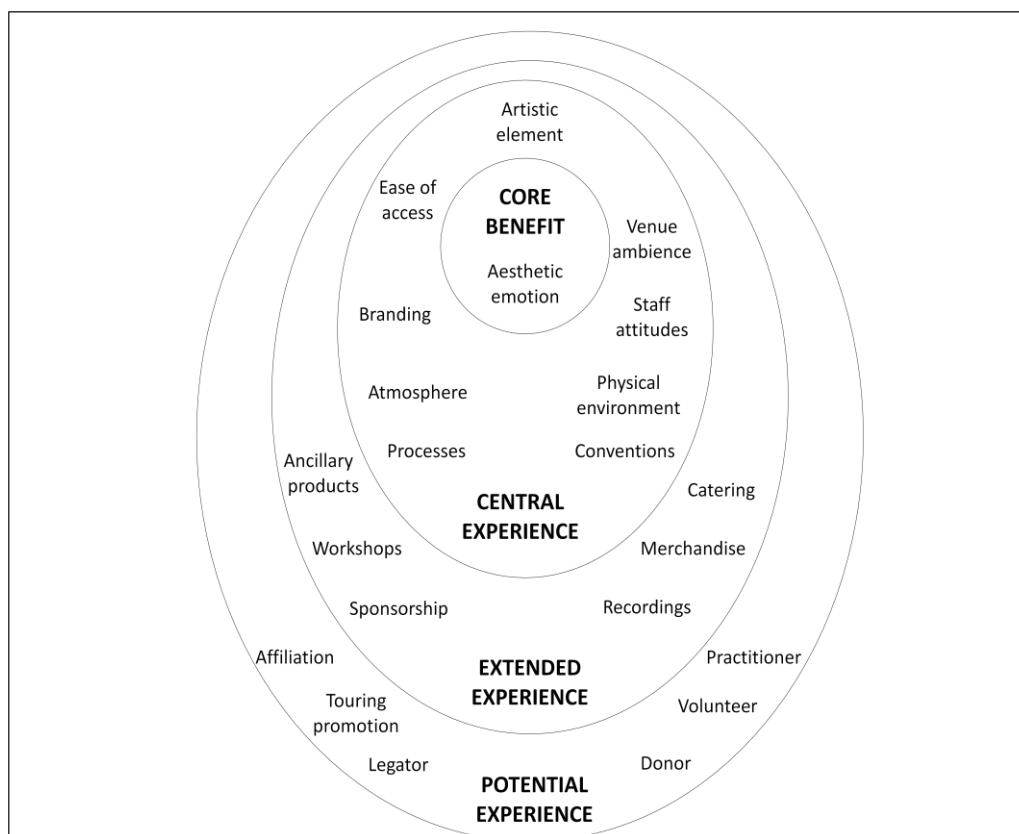 Artistic
element
Ease of
access
CORE
BENEFIT
Venue
ambience
Aesthetic
emotion
Branding
Staff
attitudes
Atmosphere
Physical
environment
Processes
Conventions
Ancillary
products
CENTRAL
EXPERIENCE
Catering
Workshops
Merchandise
Sponsorship
Recordings
Affiliation
EXTENDED
EXPERIENCE
Practitioner
Touring
promotion
Volunteer
Legator
Donor
POTENTIAL
EXPERIENCE